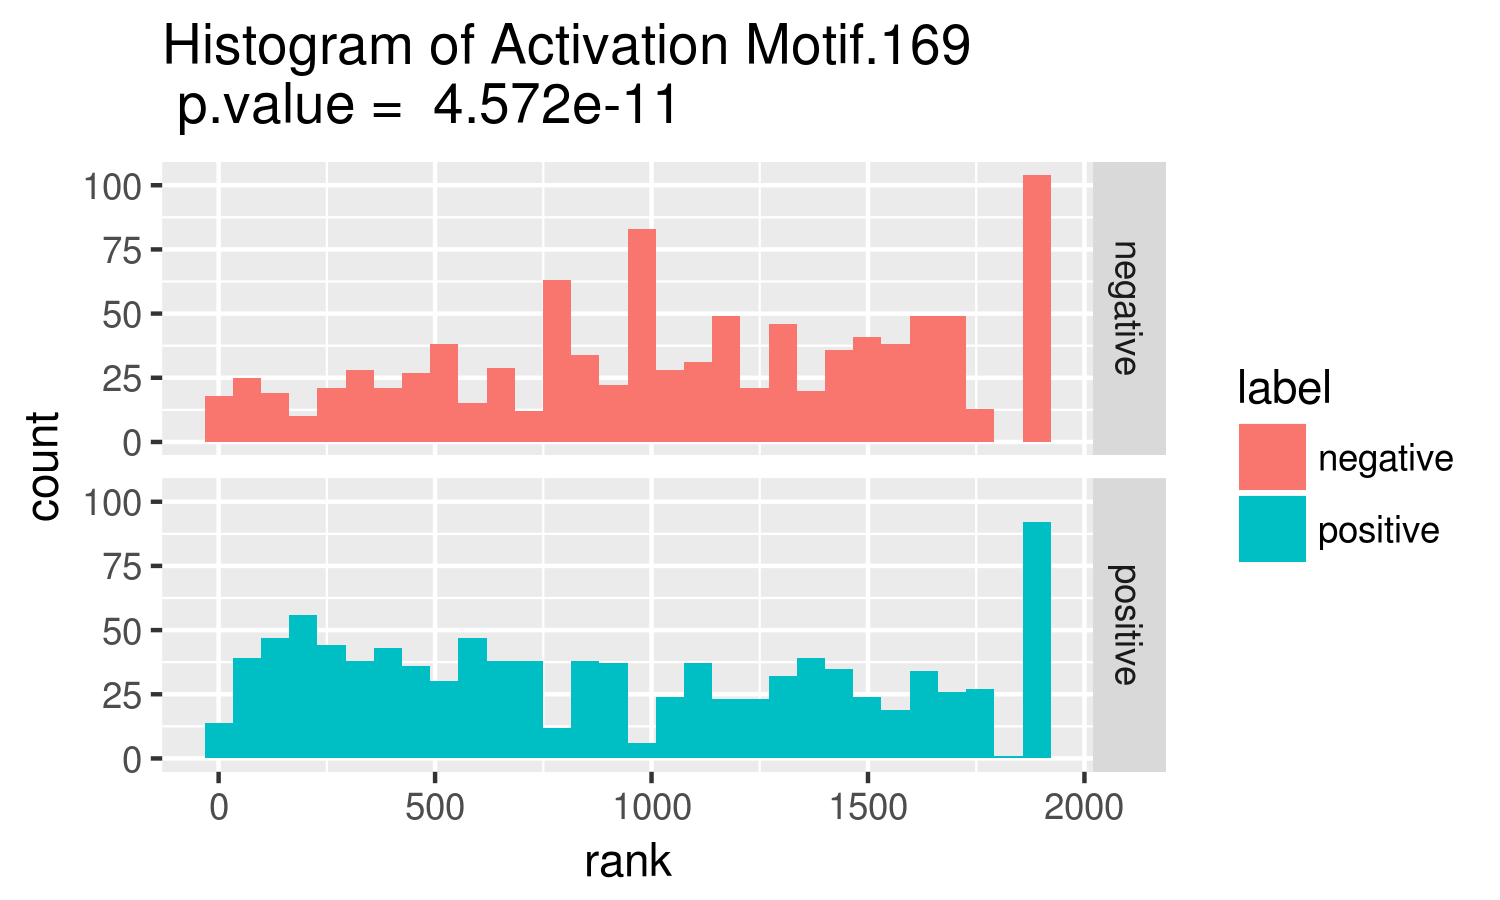 Histogram of Activation Motif.169
p.value = 4.572e-11
count
100
75
50
25
0
negative
100
75
50
25
0
positive
0 500 1000 1500 2000
rank
label
negative
positive